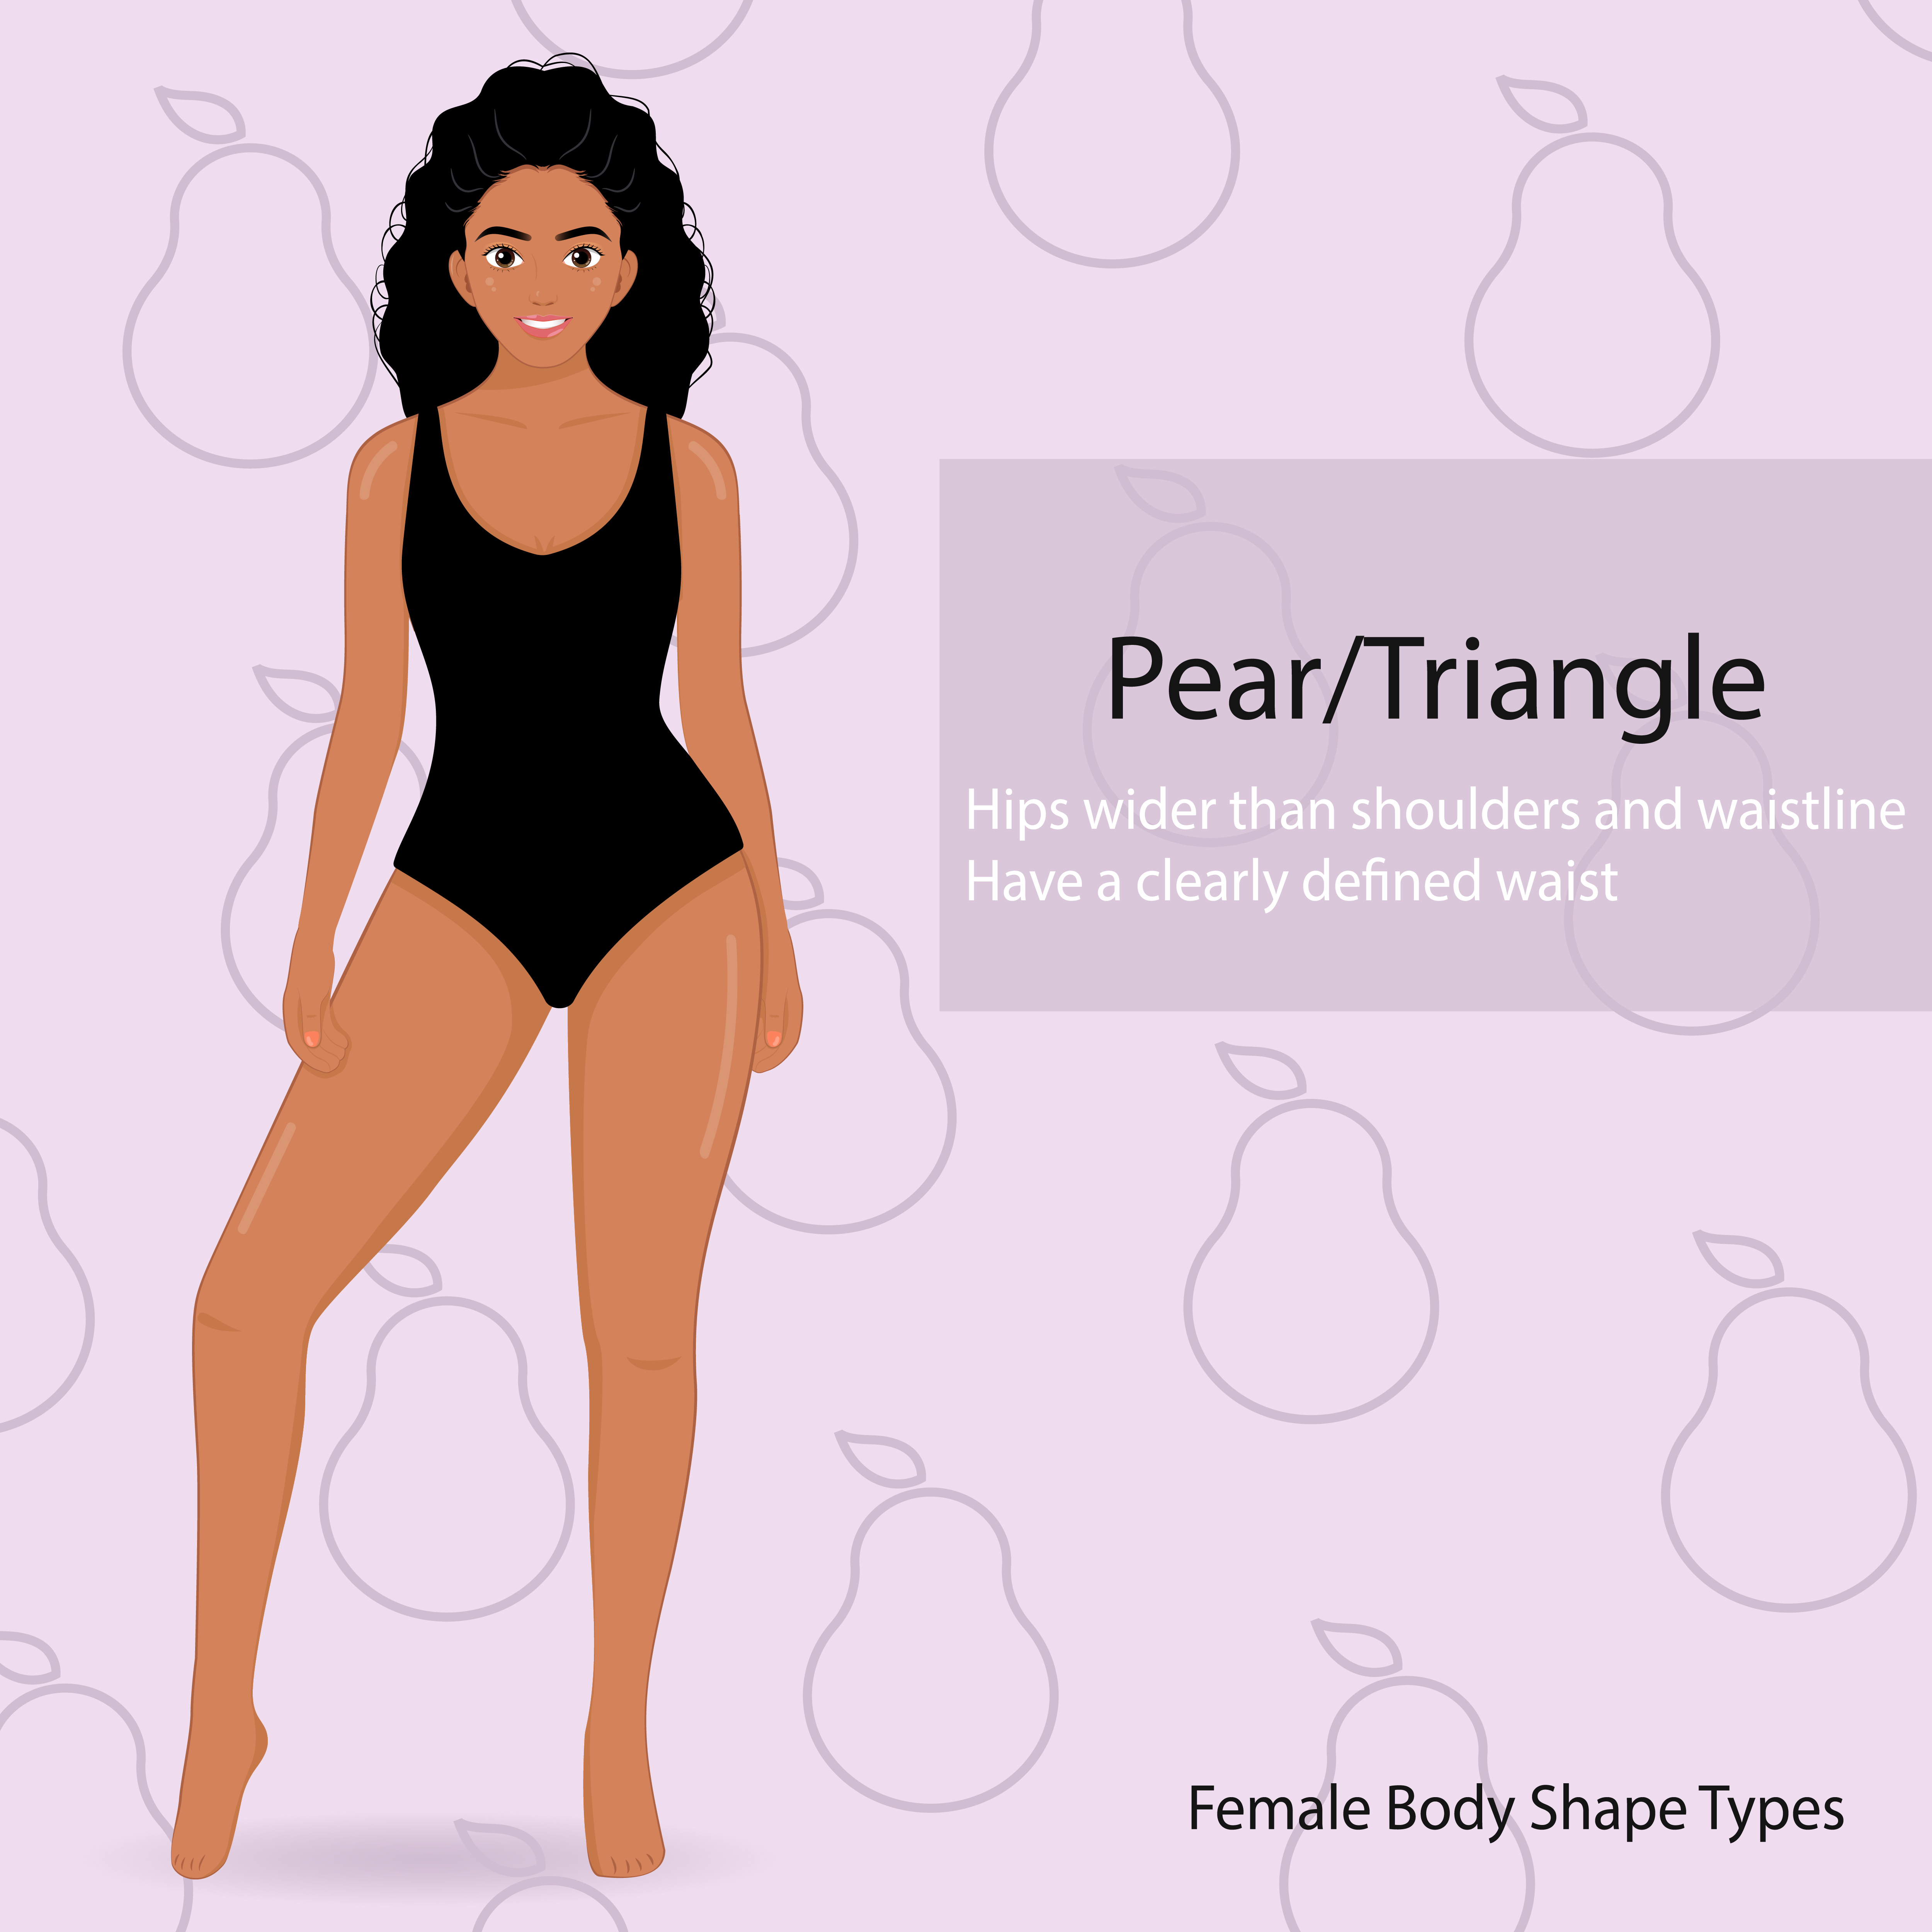 Pear/Triangle
Hips wider than shoulders and waistline
Have a clearly defined waist
Female Body Shape Types